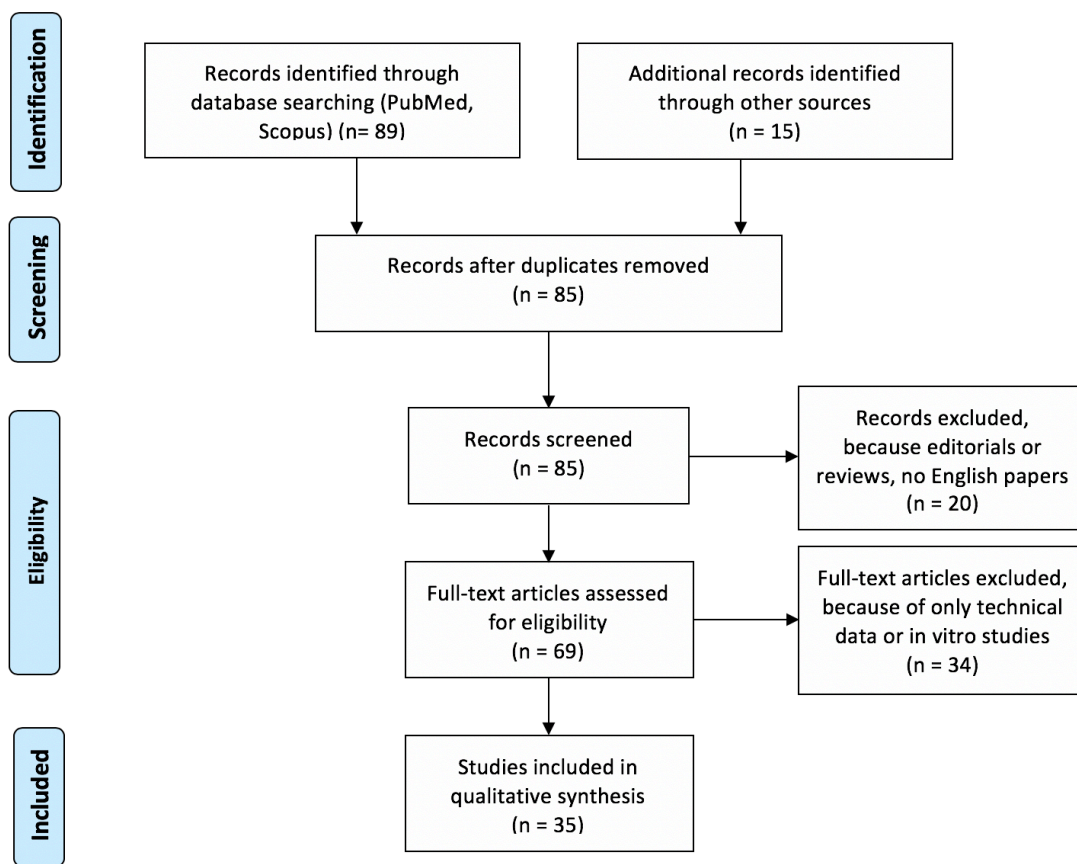 Identification
Records identified through
database searching (PubMed,
Scopus) (n= 89)
Additional records identified
through other sources
(n = 15)
Screening
Records after duplicates removed
(n = 85)
Eligibility
Records screened
(n = 85)
Records excluded,
because editorials or
reviews, no English papers
(n = 20)
Full-text articles assessed
for eligibility
(n = 69)
Full-text articles excluded,
because of only technical
data or in vitro studies
(n = 34)
Included
Studies included in
qualitative synthesis
(n = 35)